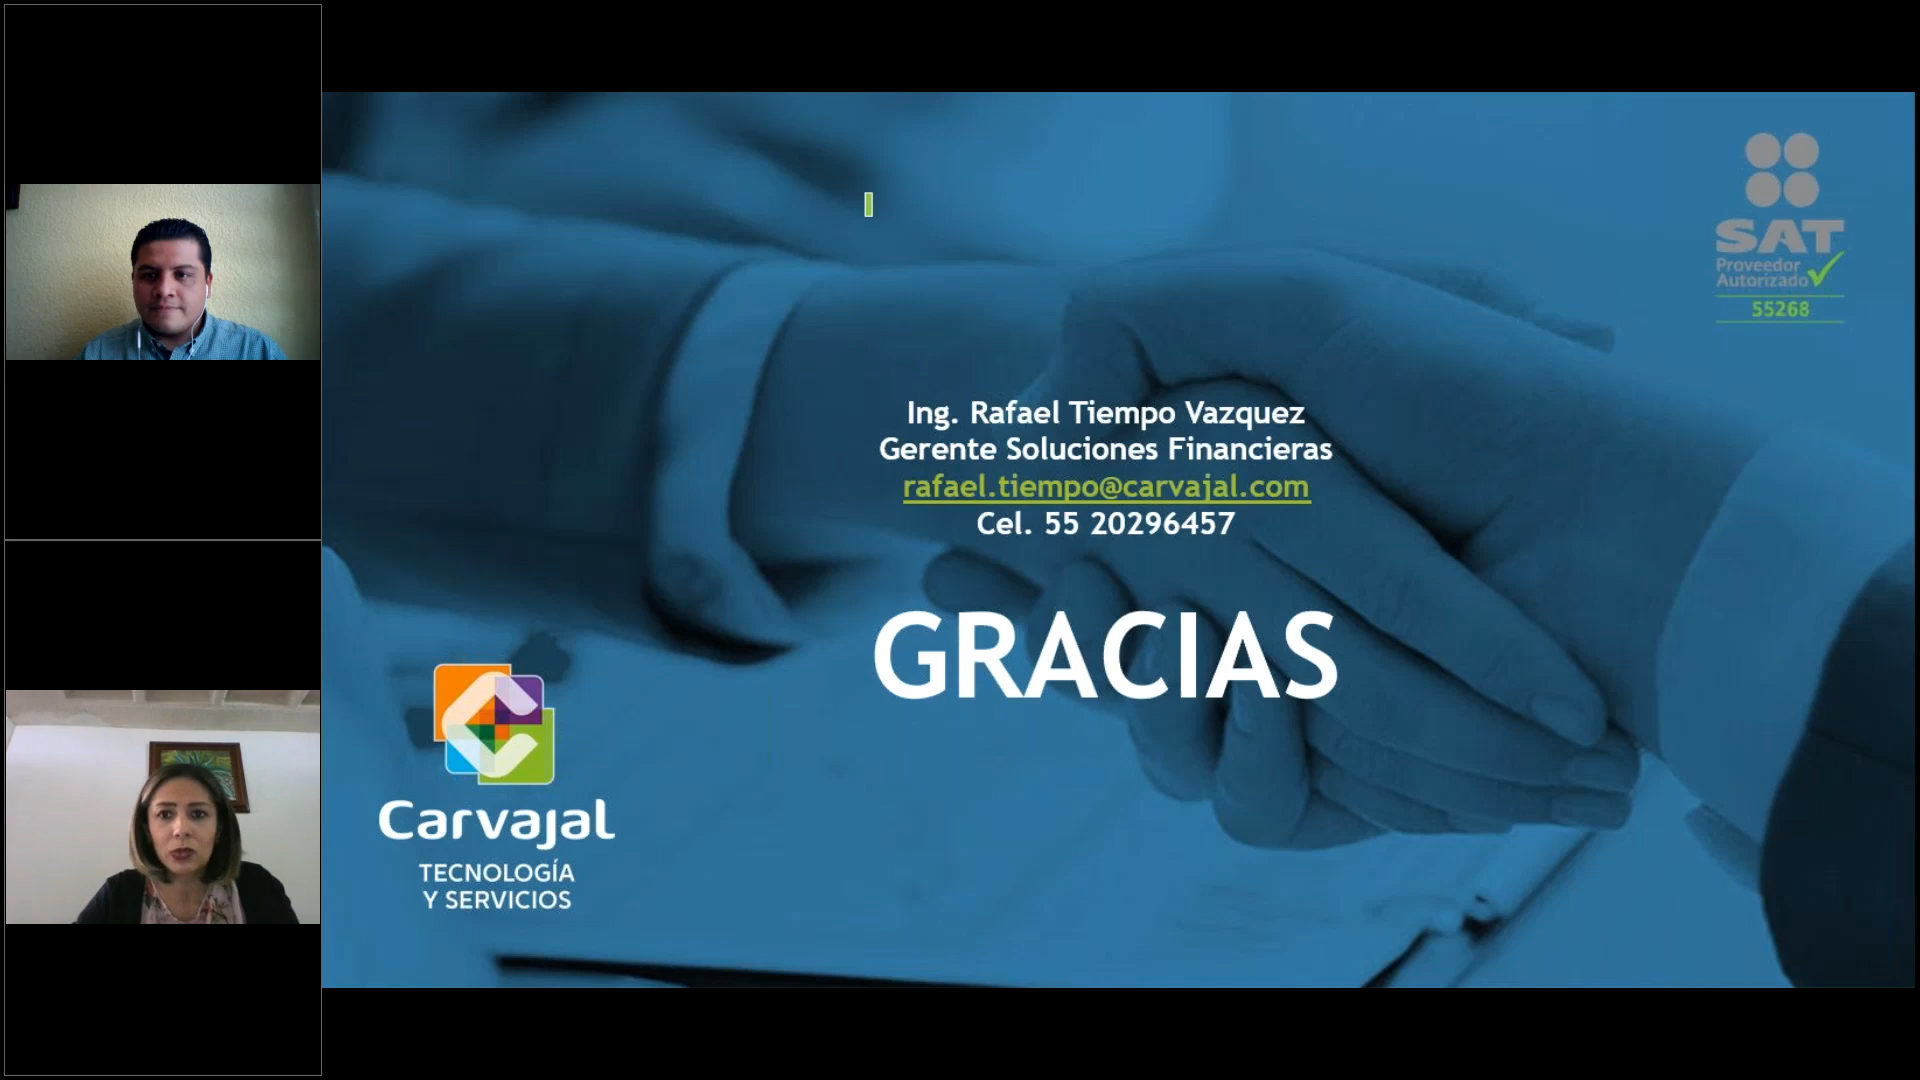 SAT
Proveedor
Autorizado
55268
Ing. Rafael Tiempo Vazquez
Gerente Soluciones Financieras
rafael.tiempo@carvajal.com
Cel. 55 20296457
GRACIAS
Carvajal
TECNOLOGÍA
Y SERVICIOS